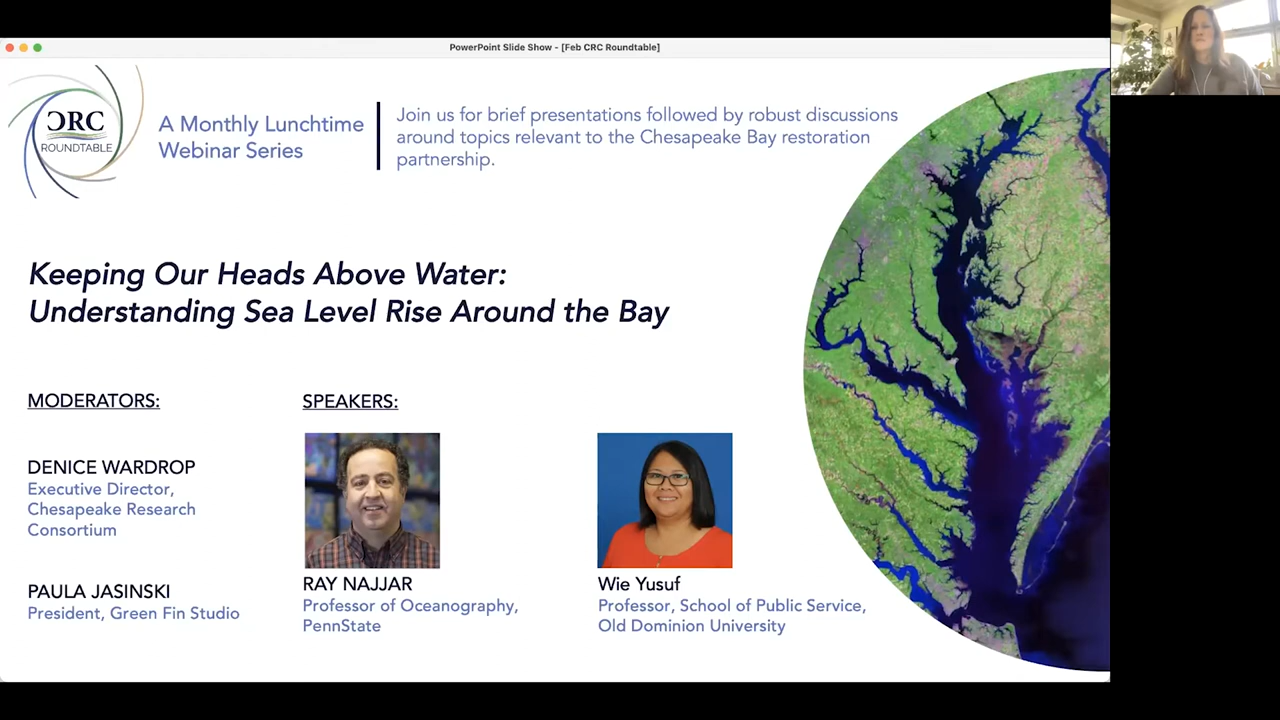 PowerPoint Slide Show - [Feb CRC Roundtable]
CRC
ROUNDTABLE
A Monthly Lunchtime
Webinar Series
Join us for brief presentations followed by robust discussions
around topics relevant to the Chesapeake Bay restoration
partnership.
Keeping Our Heads Above Water:
Understanding Sea Level Rise Around the Bay
MODERATORS:
DENICE WARDROP
Executive Director,
Chesapeake Research
Consortium
PAULA JASINSKI
President, Green Fin Studio
SPEAKERS:
RAY NAJJAR
Professor of Oceanography,
PennState
Wie Yusuf
Professor, School of Public Service,
Old Dominion University